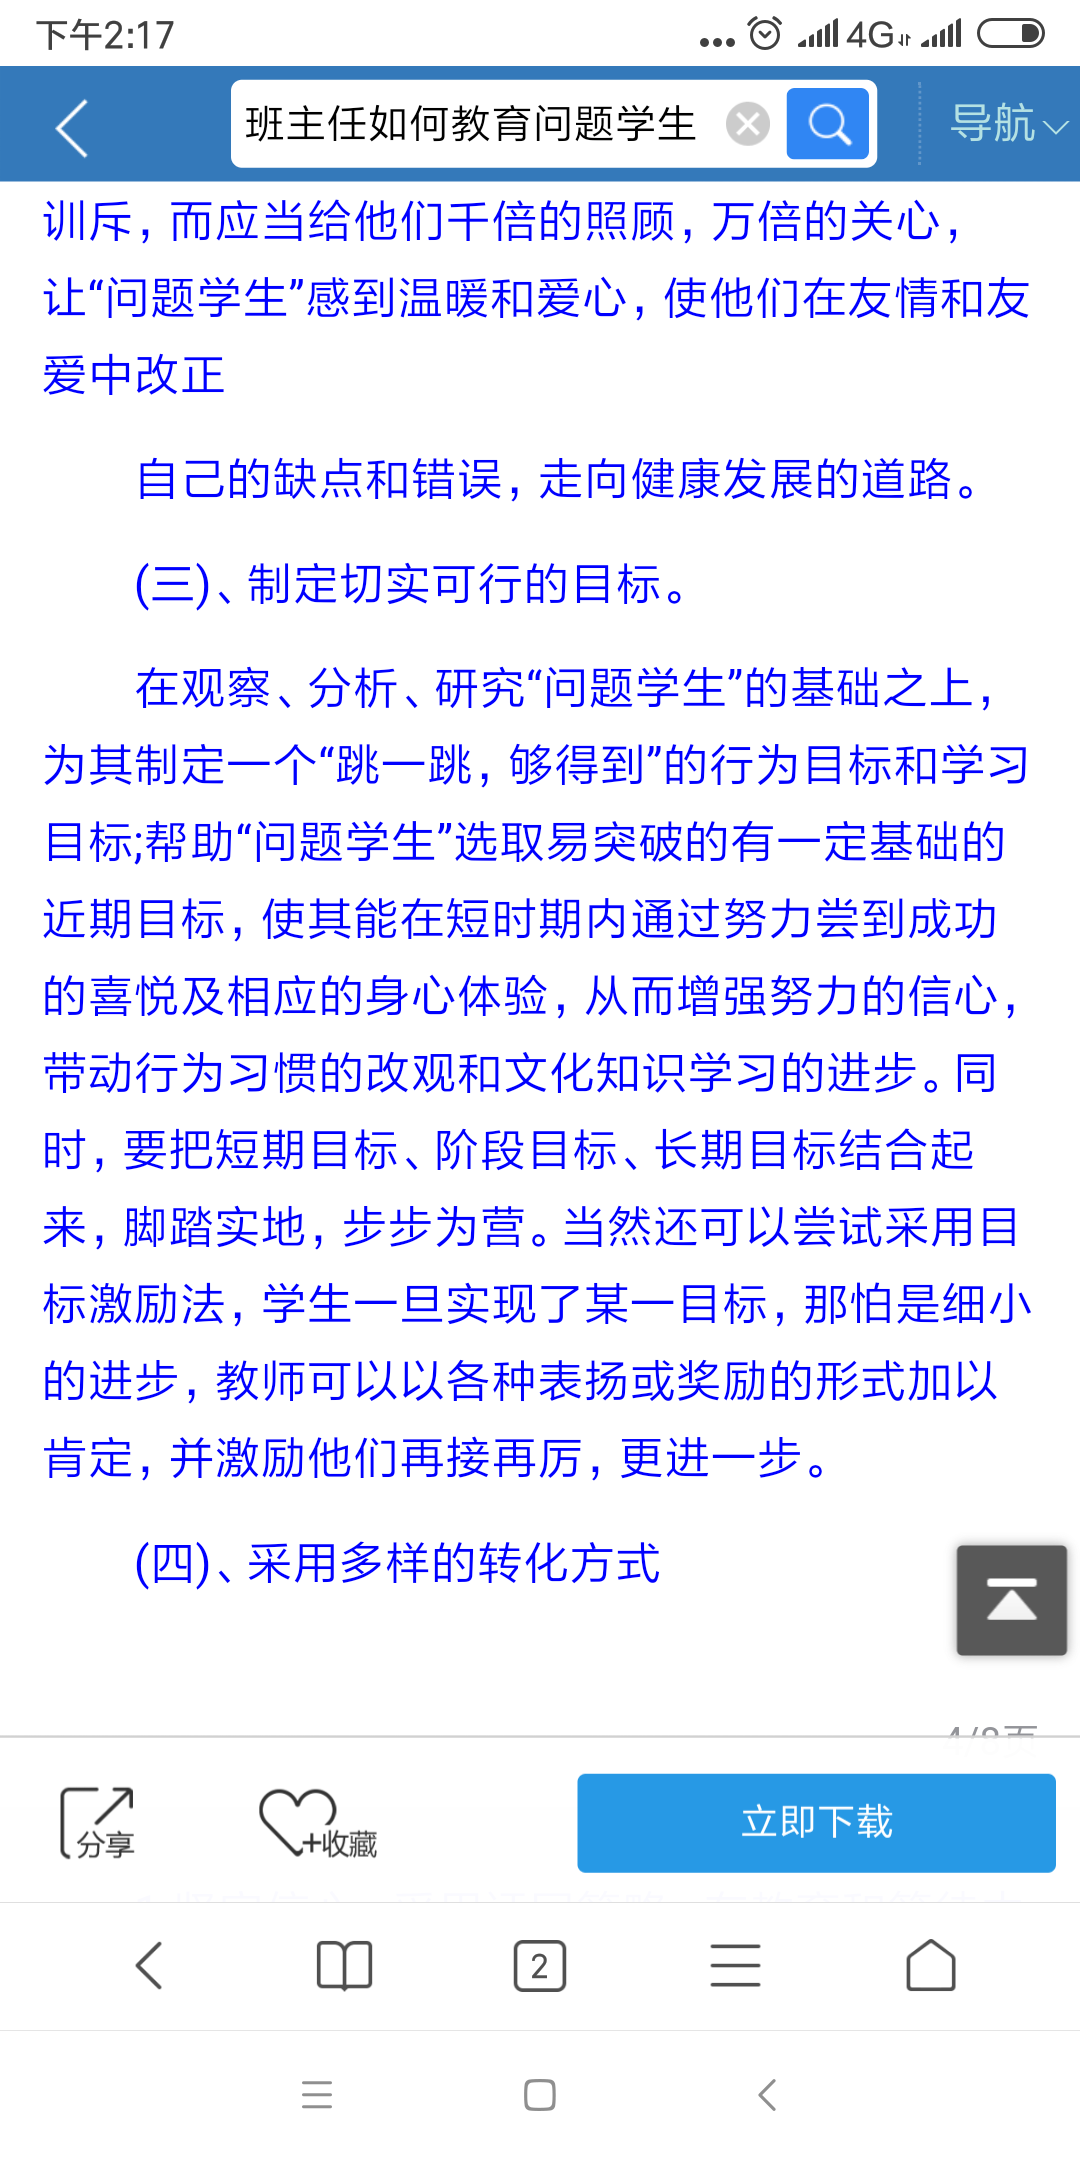 下午2:17
4G
班主任如何教育问题学生
导航
训斥，而应当给他们千倍的照顾，万倍的关心，
让“问题学生”感到温暖和爱心，使他们在友情和友
爱中改正
自己的缺点和错误，走向健康发展的道路。
(三)、制定切实可行的目标。
在观察、分析、研究“问题学生”的基础之上，
为其制定一个“跳一跳，够得到”的行为目标和学习
目标;帮助“问题学生”选取易突破的有一定基础的
近期目标，使其能在短时期内通过努力尝到成功
的喜悦及相应的身心体验，从而增强努力的信心，
带动行为习惯的改观和文化知识学习的进步。同
时，要把短期目标、阶段目标、长期目标结合起
来，脚踏实地，步步为营。当然还可以尝试采用目
标激励法，学生一旦实现了某一目标，那怕是细小
的进步，教师可以以各种表扬或奖励的形式加以
肯定，并激励他们再接再厉，更进一步。
(四)、采用多样的转化方式
4/8页
分享
+收藏
立即下载
2